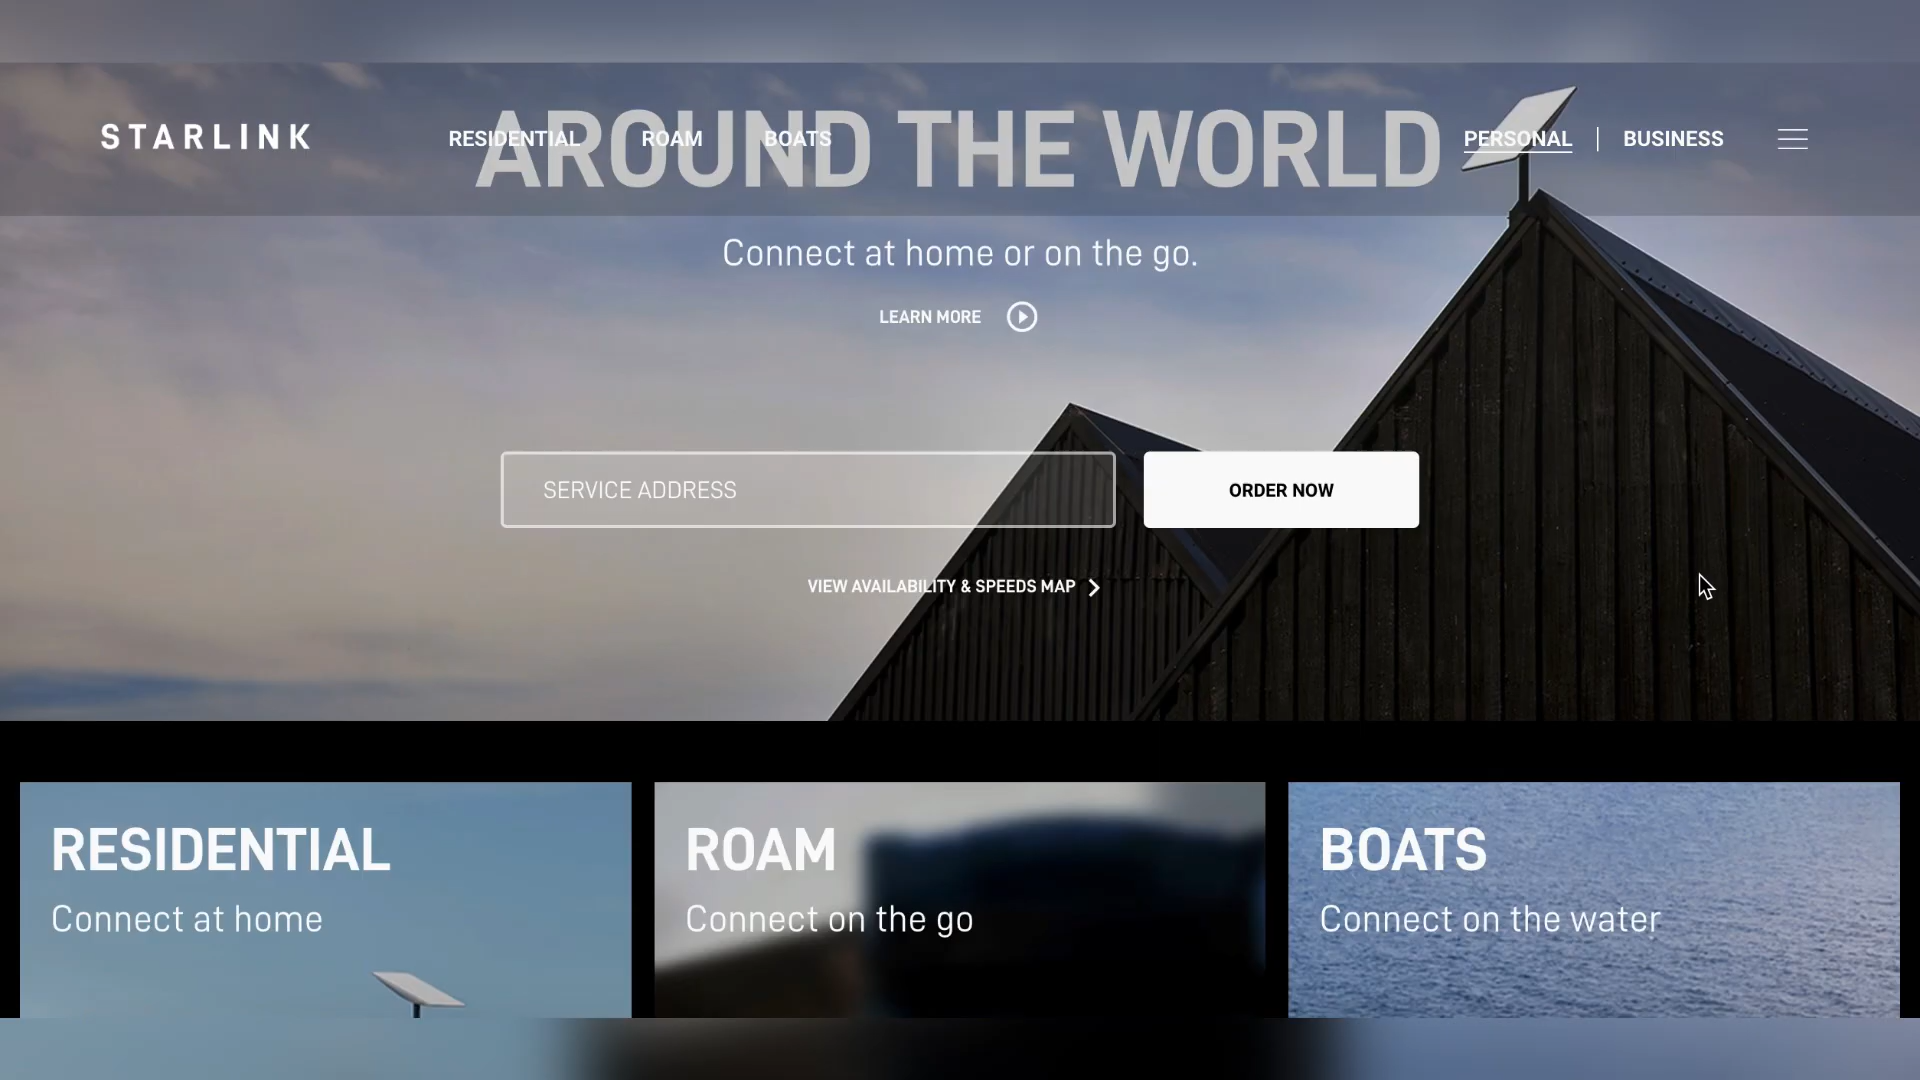 STARLINK
RESIDENTIAL
ROAM
BOATS
PERSONAL
BUSINESS
AROUND THE WORLD
Connect at home or on the go.
LEARN MORE
SERVICE ADDRESS
ORDER NOW
VIEW AVAILABILITY & SPEEDS MAP
RESIDENTIAL
Connect at home
ROAM
Connect on the go
BOATS
Connect on the water